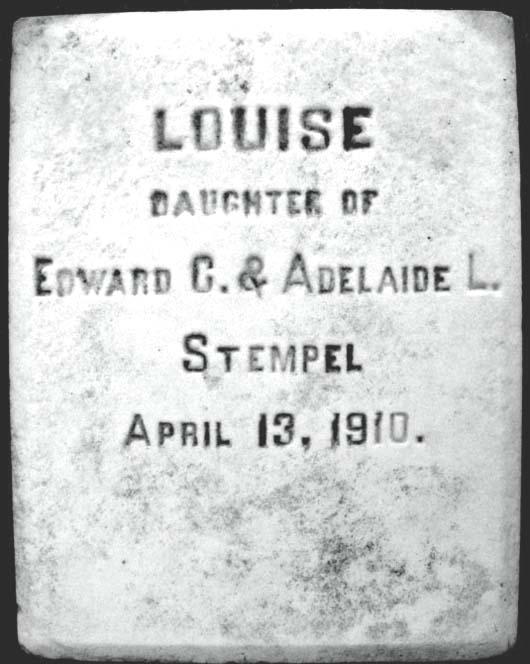 LOUISE
DAUGHTER OF
EDWARD C. & ADELAIDE L.
STEMPEL
APRIL 13, 1910.